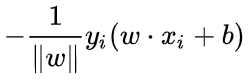 $-\frac{1}{\|w\|} y_i (w \cdot x_i + b)$